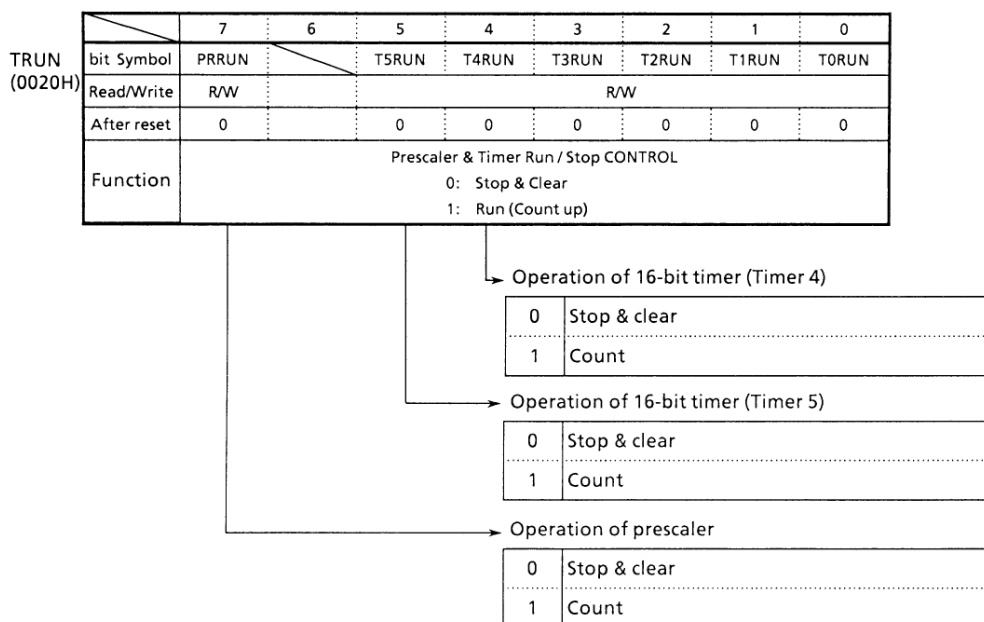 7 6 5 4 3 2 1 0
TRUN (0020H)
bit Symbol PRRUN T5RUN T4RUN T3RUN T2RUN T1RUN T0RUN
Read/Write R/W R/W
After reset 0 0 0 0 0 0 0
Function
Prescaler & Timer Run / Stop CONTROL
0: Stop & Clear
1: Run (Count up)
Operation of 16-bit timer (Timer 4)
0 Stop & clear
1 Count
Operation of 16-bit timer (Timer 5)
0 Stop & clear
1 Count
Operation of prescaler
0 Stop & clear
1 Count